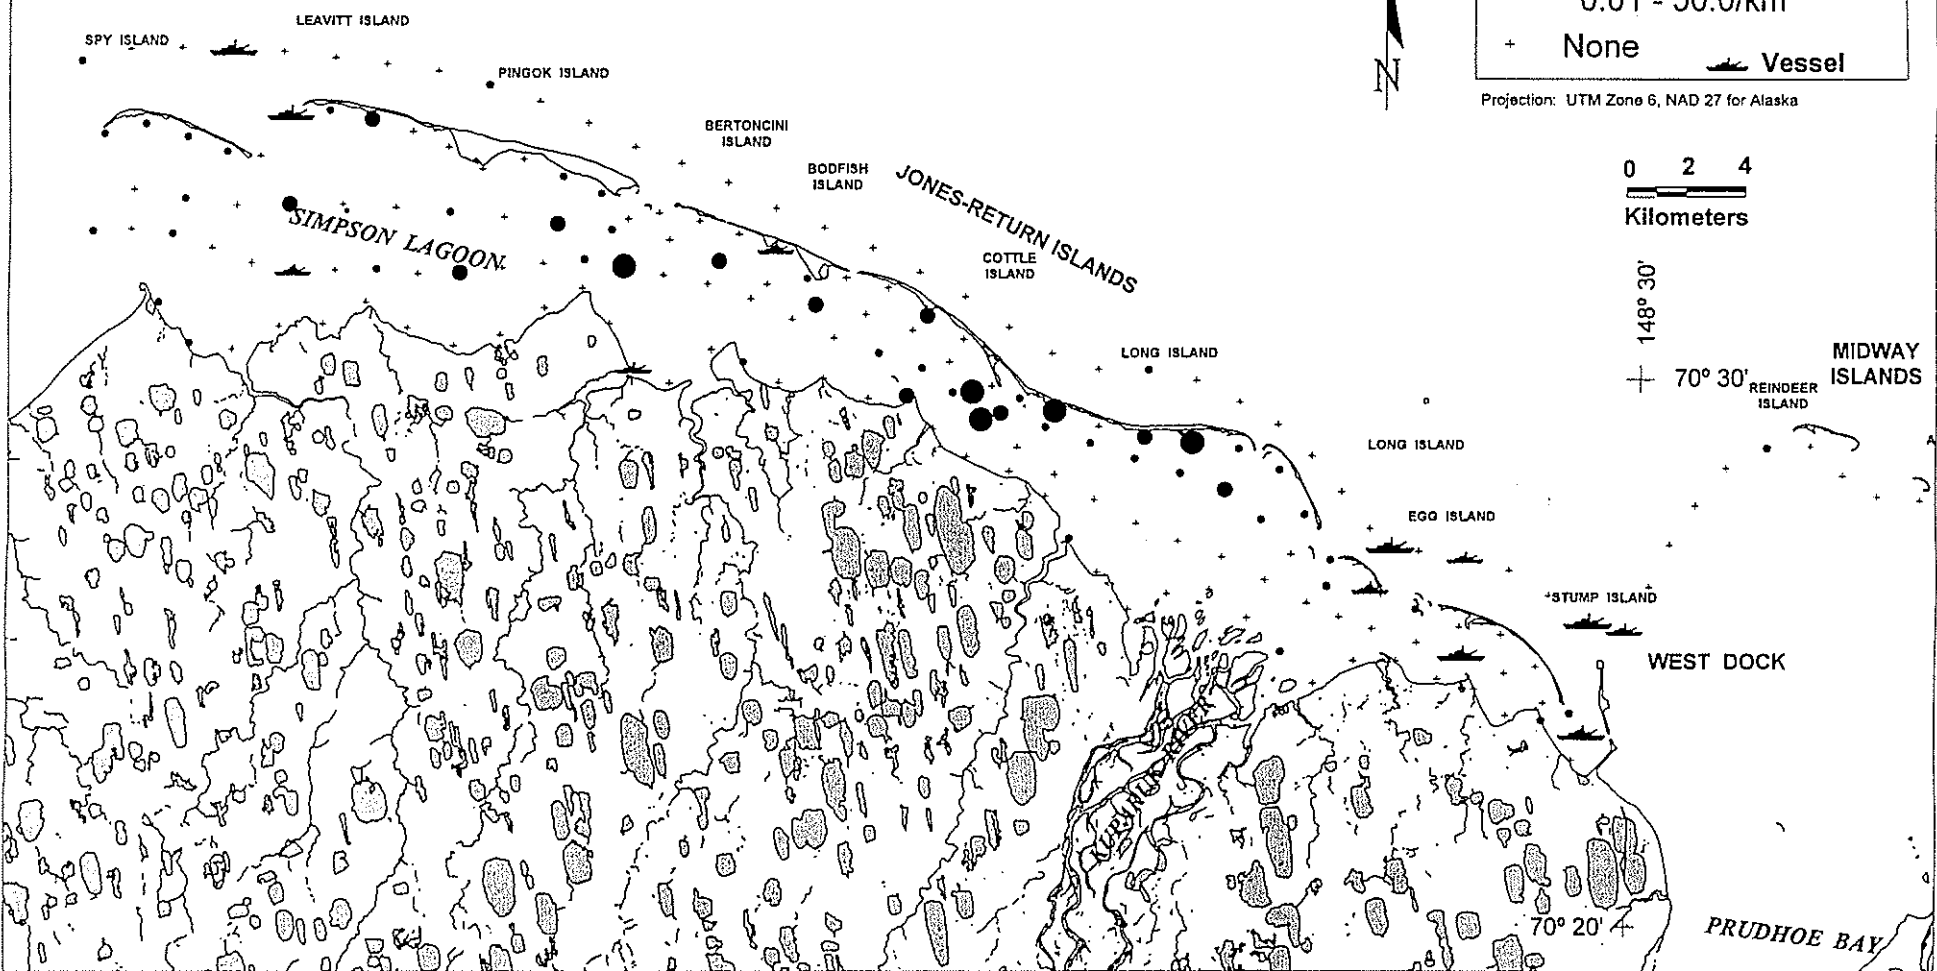 LEAVITT ISLAND
SPY ISLAND
PINGOK ISLAND
BERTONCINI
ISLAND
BODFISH
ISLAND
JONES-RETURN ISLANDS
COTTLE
ISLAND
SIMPSON LAGOON
LONG ISLAND
LONG ISLAND
EGG ISLAND
STUMP ISLAND
WEST DOCK
N
0.01 - 50.0/km
None
Vessel
Projection: UTM Zone 6, NAD 27 for Alaska
0 2 4
Kilometers
148° 30'
70° 30'
MIDWAY
ISLANDS
REINDEER
ISLAND
KUPARUK RIVER
70° 20'
PRUDHOE BAY